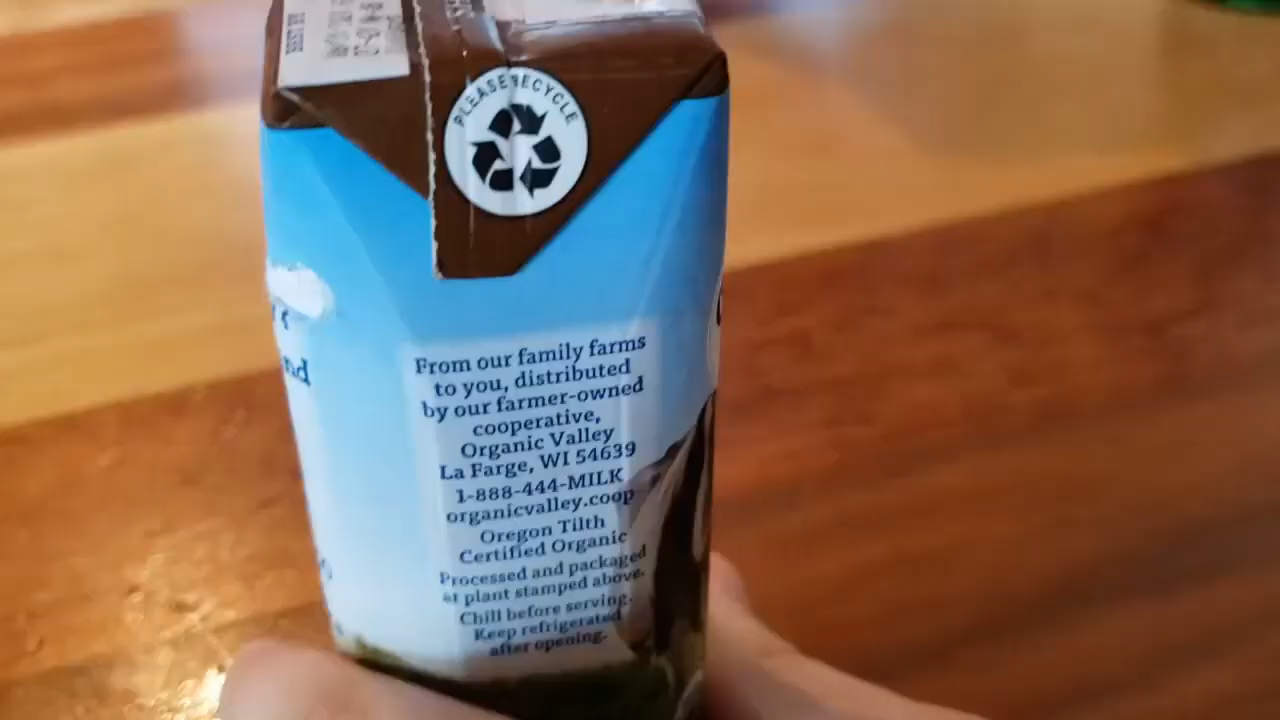 PLEASE RECYCLE
nd
From our family farms
to you, distributed
by our farmer-owned
cooperative,
Organic Valley
La Farge, WI 54639
1-888-444-MILK
organicvalley.coop
Oregon Tilth
Certified Organic
Processed and packaged
at plant stamped above.
Chill before serving.
Keep refrigerated
after opening.